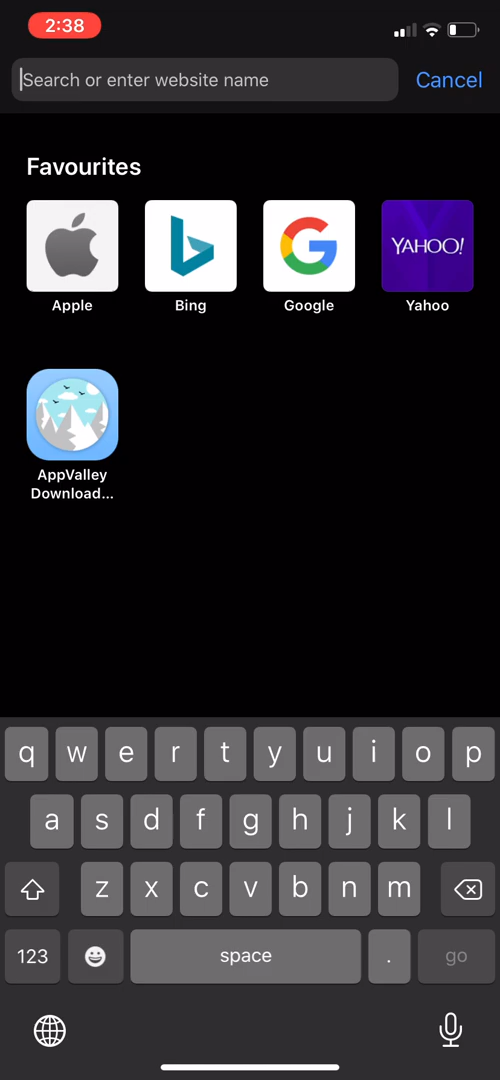 2:38
Search or enter website name Cancel
Favourites
YAHOO!
Apple Bing Google Yahoo
AppValley
Download...
q w e r t y u i o p
a s d f g h j k l
z x c v b n m
123 space . go